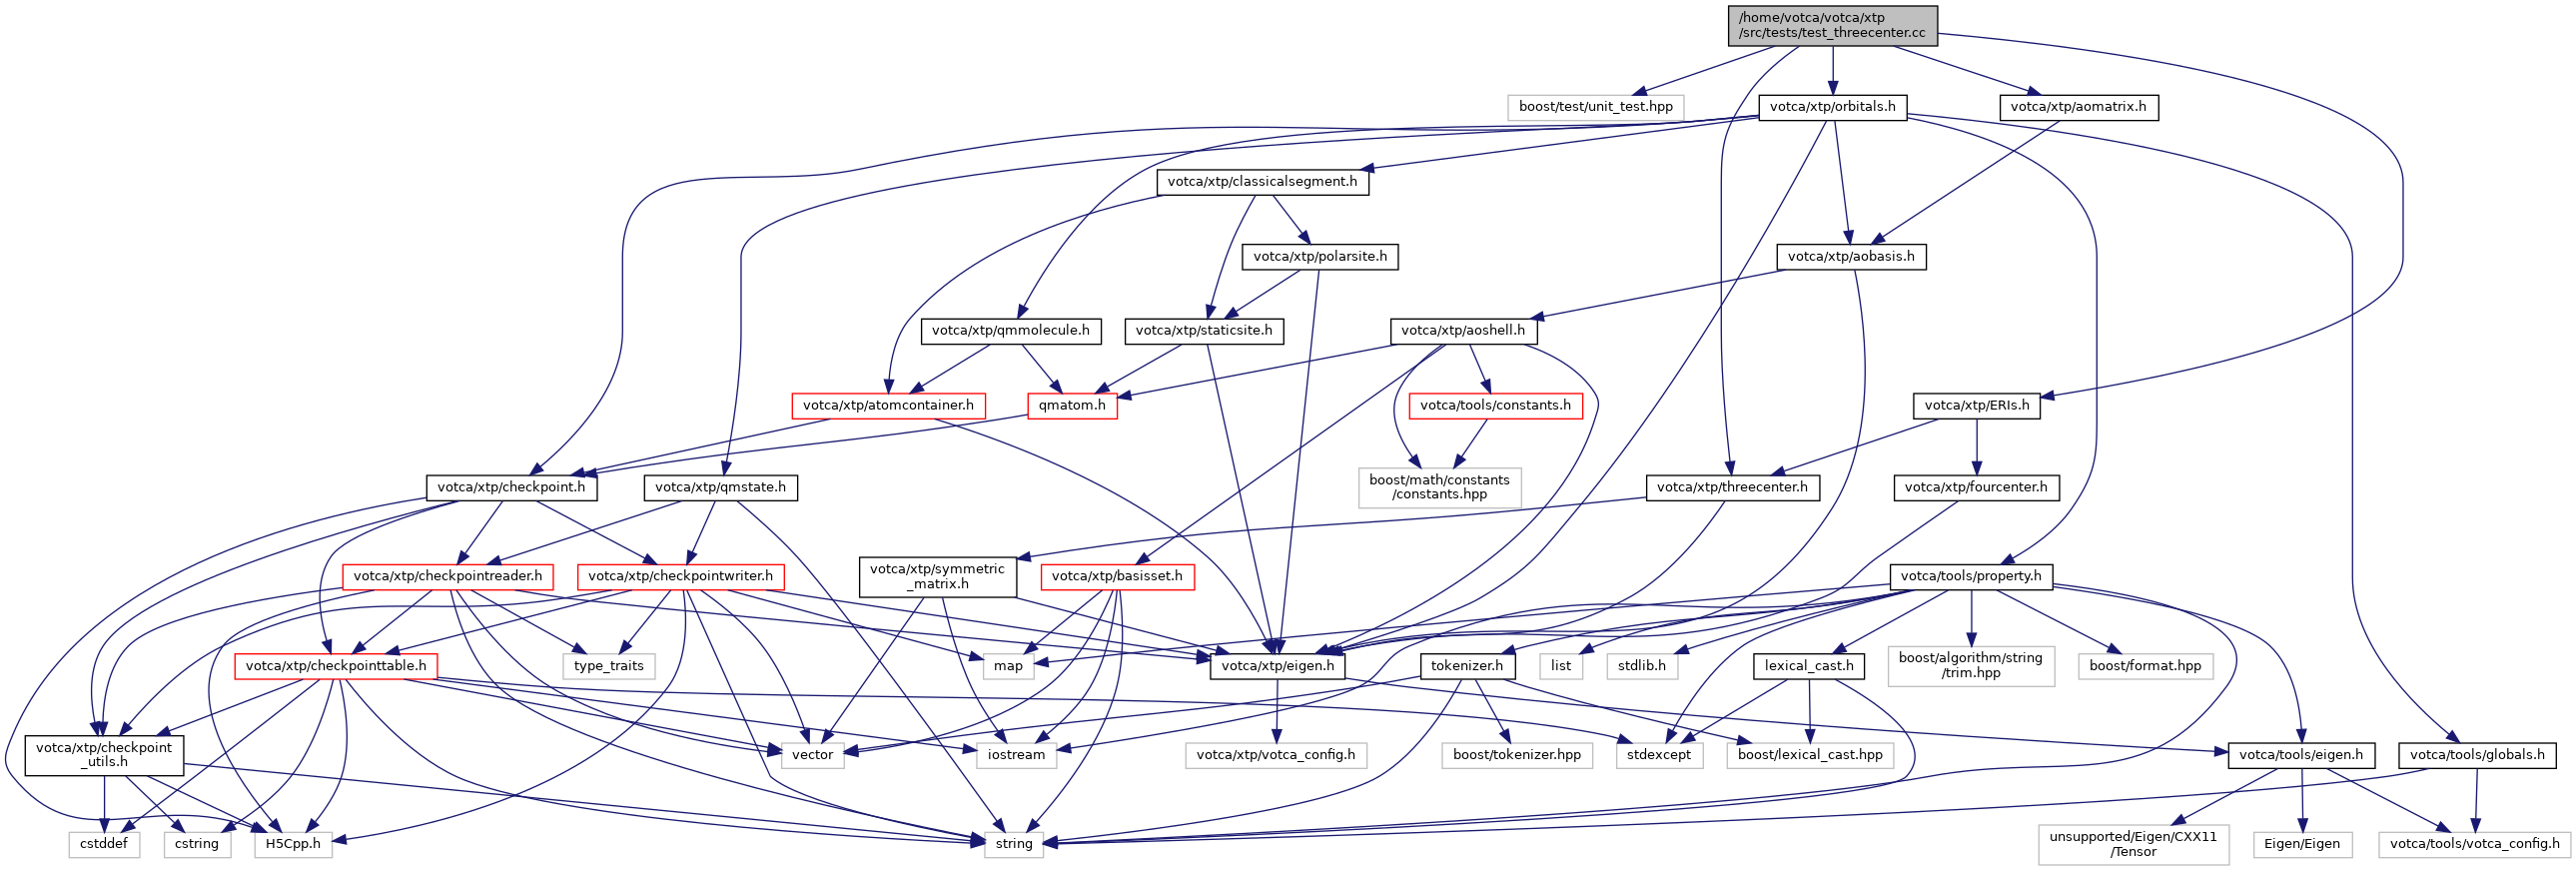 /home/votca/votca/xtp
/src/tests/test_threecenter.cc
boost/test/unit_test.hpp
votca/xtp/orbitals.h
votca/xtp/aomatrix.h
votca/xtp/classicalsegment.h
votca/xtp/polarsite.h
votca/xtp/aobasis.h
votca/xtp/qmmolecule.h
votca/xtp/staticsite.h
votca/xtp/aoshell.h
votca/xtp/atomcontainer.h
qmatom.h
votca/tools/constants.h
votca/xtp/ERIs.h
votca/xtp/checkpoint.h
votca/xtp/qmstate.h
boost/math/constants
/constants.hpp
votca/xtp/threecenter.h
votca/xtp/fourcenter.h
votca/xtp/checkpointreader.h
votca/xtp/checkpointwriter.h
votca/xtp/symmetric
_matrix.h
votca/xtp/basisset.h
votca/tools/property.h
votca/xtp/checkpointtable.h
type_traits
map
votca/xtp/eigen.h
tokenizer.h
list
stdlib.h
lexical_cast.h
boost/algorithm/string
/trim.hpp
boost/format.hpp
votca/xtp/checkpoint
_utils.h
vector
iostream
votca/xtp/votca_config.h
boost/tokenizer.hpp
stdexcept
boost/lexical_cast.hpp
votca/tools/eigen.h
votca/tools/globals.h
cstddef
cstring
H5Cpp.h
string
unsupported/Eigen/CXX11
/Tensor
Eigen/Eigen
votca/tools/votca_config.h